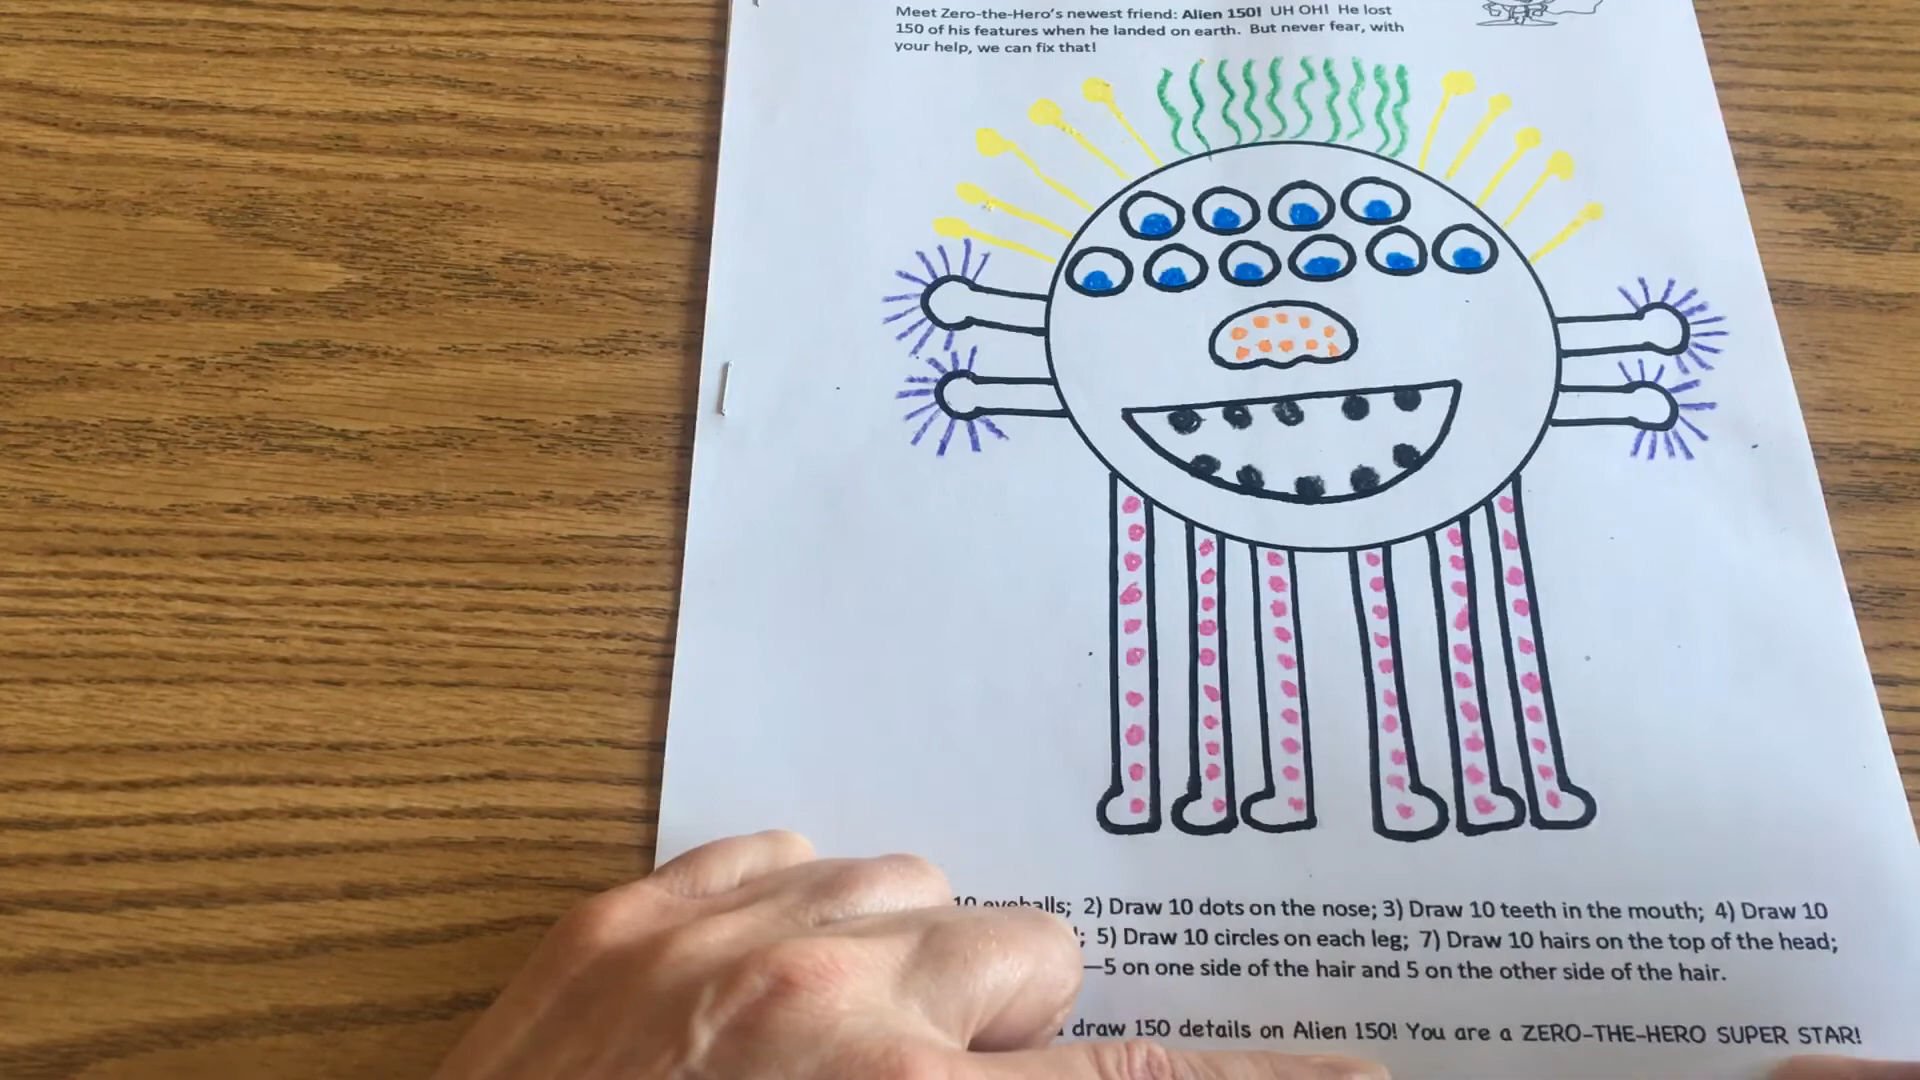 Meet Zero-the-Hero's newest friend: Alien 150! UH OH! He lost
150 of his features when he landed on earth. But never fear, with
your help, we can fix that!
10 eyeballs; 2) Draw 10 dots on the nose; 3) Draw 10 teeth in the mouth; 4) Draw 10
; 5) Draw 10 circles on each leg; 7) Draw 10 hairs on the top of the head;
—5 on one side of the hair and 5 on the other side of the hair.
draw 150 details on Alien 150! You are a ZERO-THE-HERO SUPER STAR!